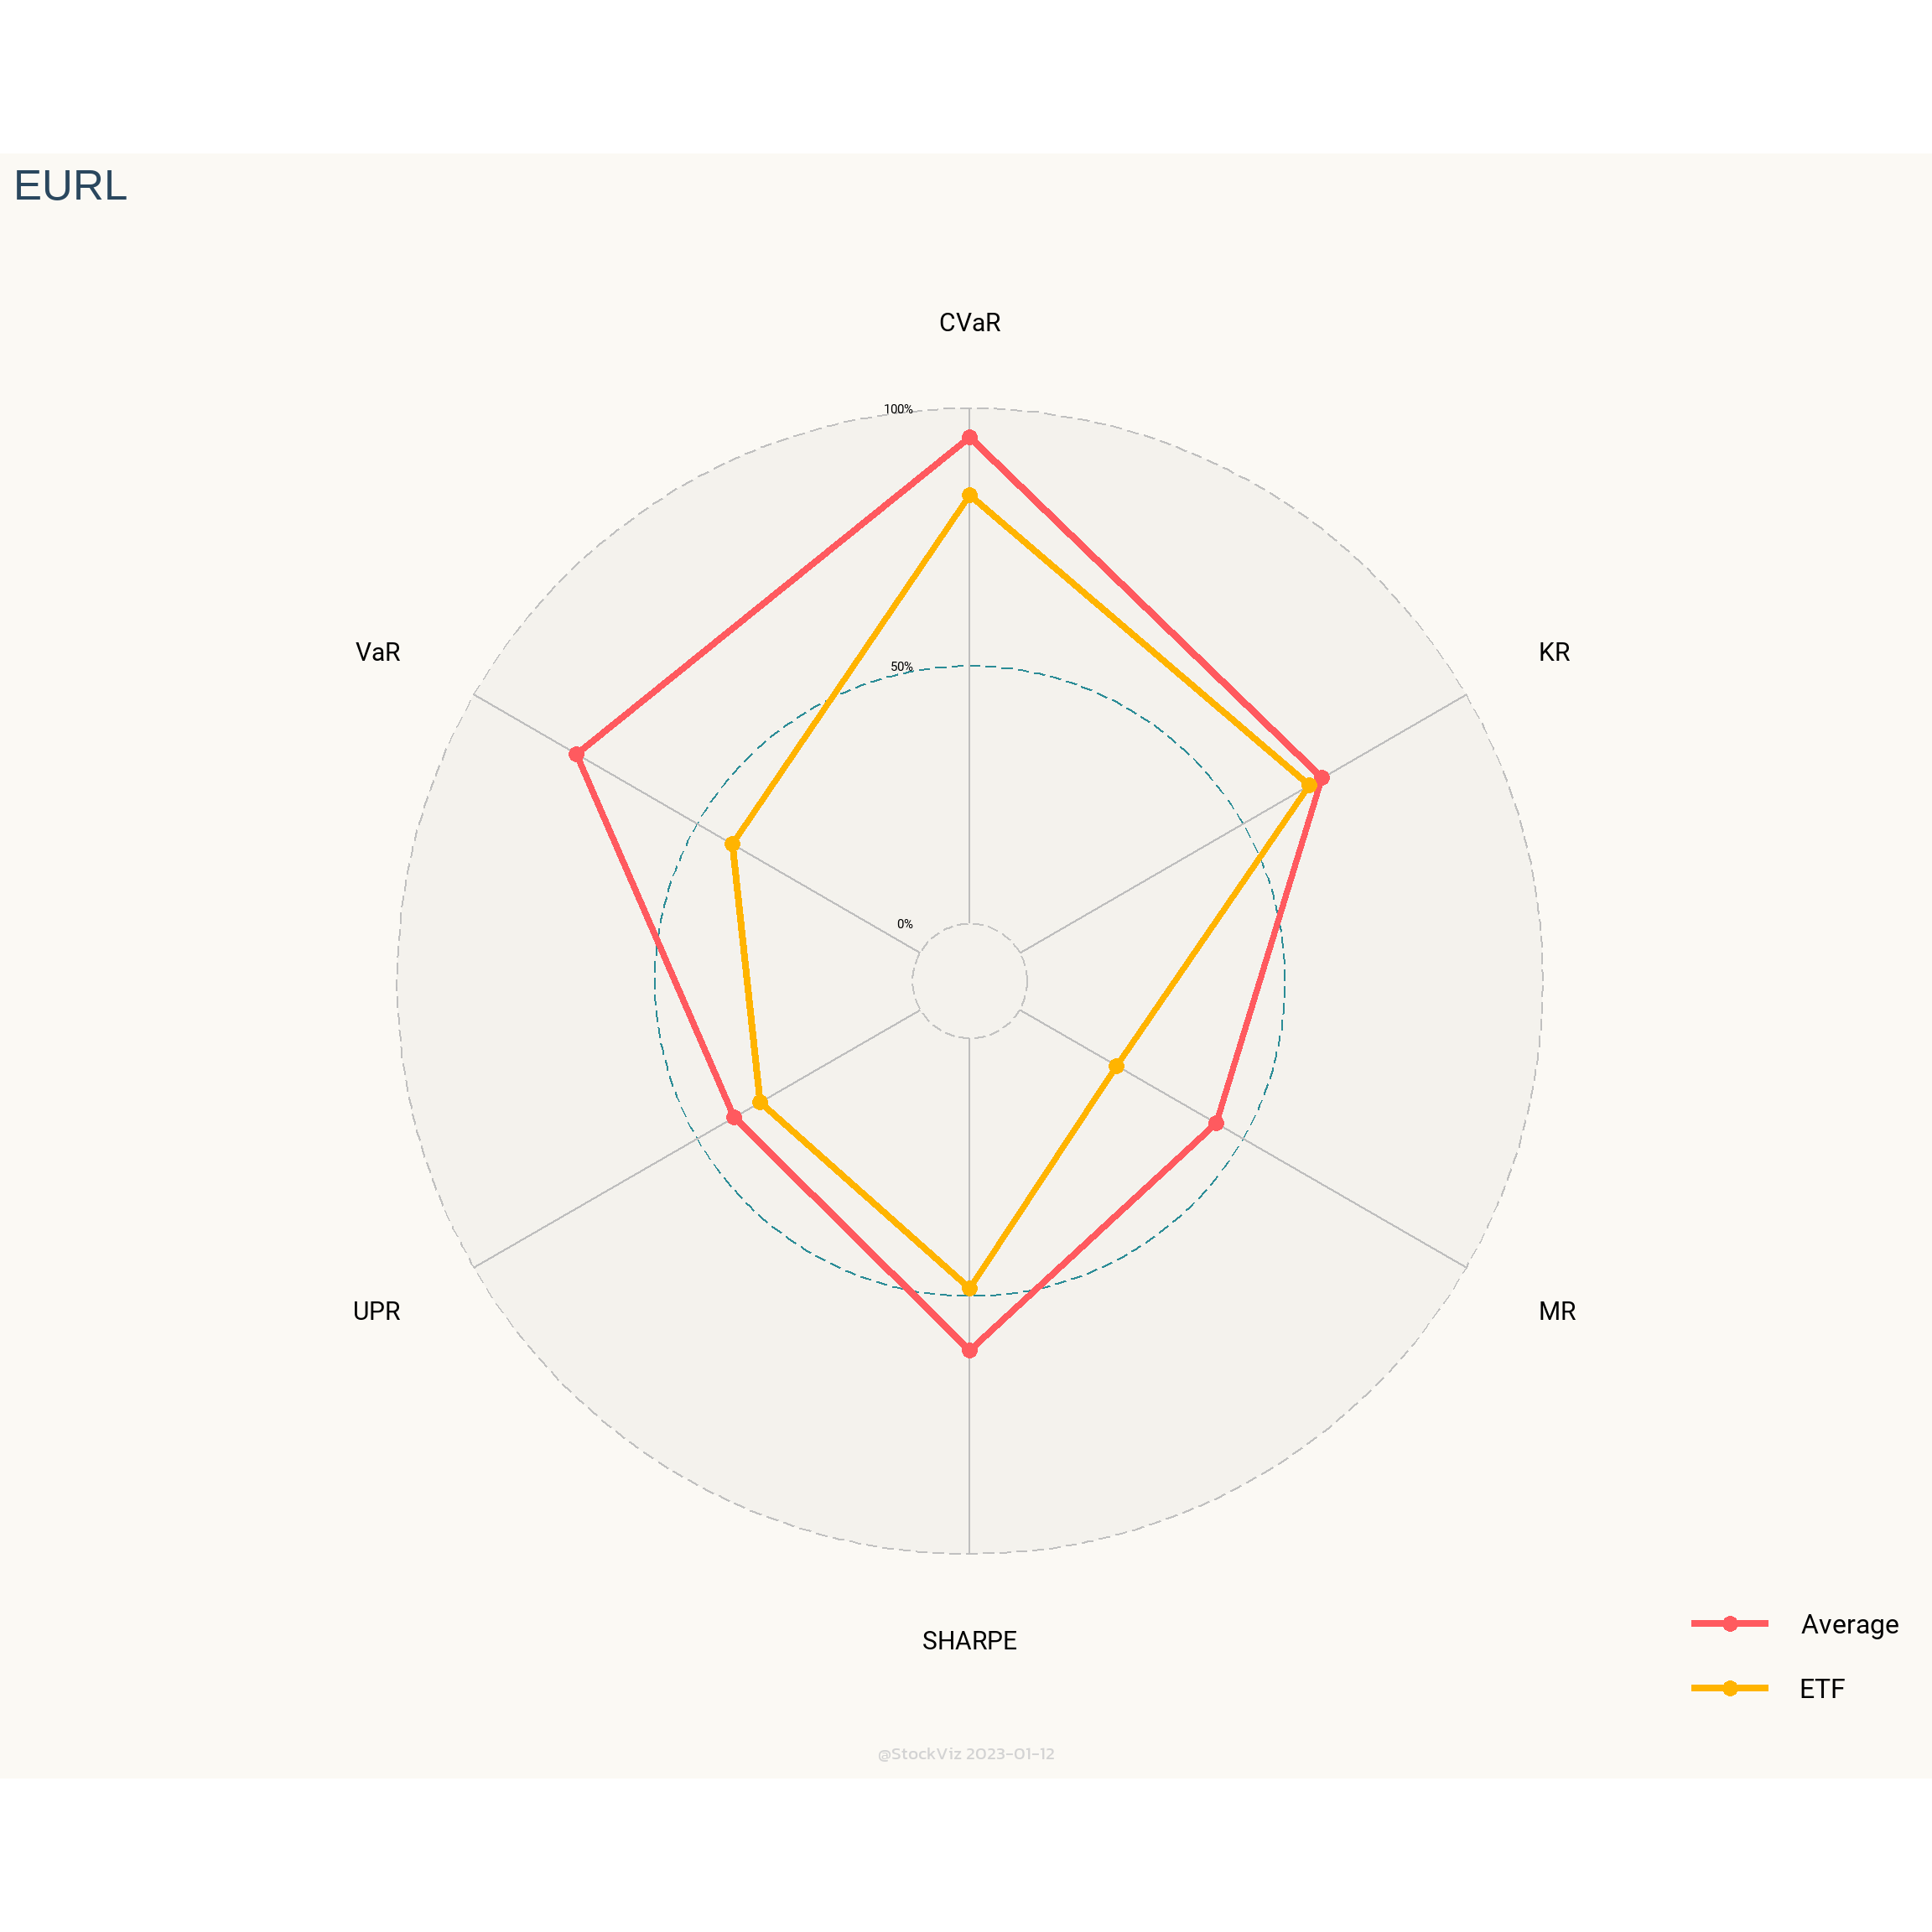 EURL
CVaR
100%
KR
VaR
50%
0%
UPR
MR
SHARPE
Average
ETF
@StockViz 2023-01-12